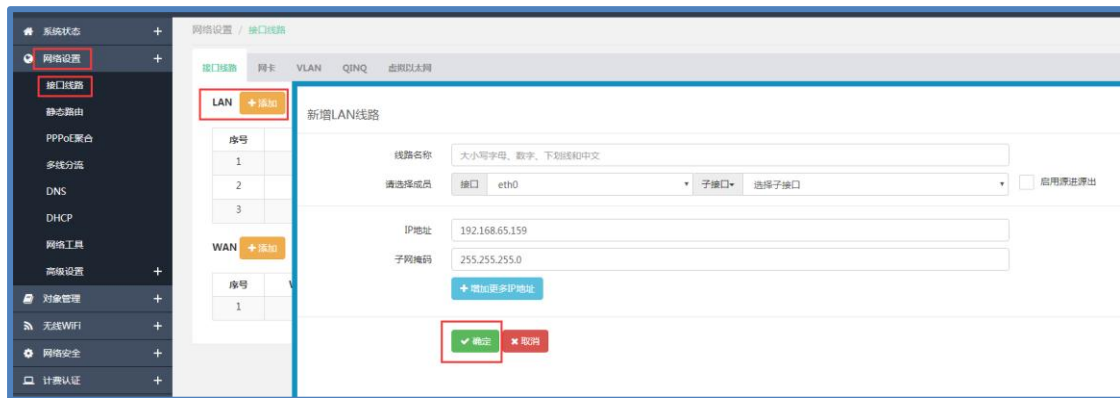 系统状态
网络设置
接口线路
静态路由
PPPoE聚合
多线分流
DNS
DHCP
网络工具
高级设置
对象管理
无线WiFi
网络安全
计费认证
网络设置 / 接口线路
接口线路 网卡 VLAN QINQ 虚拟以太网
LAN +添加
序号
1
2
3
WAN +添加
序号
1
新增LAN线路
线路名称 大小写字母、数字、下划线和中文
请选择成员 接口 eth0 子接口 选择子接口 启用源进源出
IP地址 192.168.65.159
子网掩码 255.255.255.0
+增加更多IP地址
确定 取消